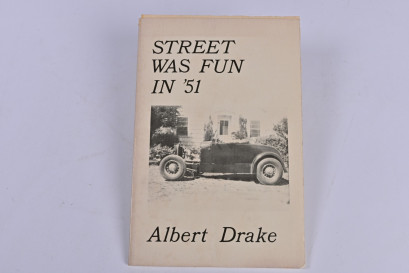 STREET
WAS FUN
IN '51
Albert Drake